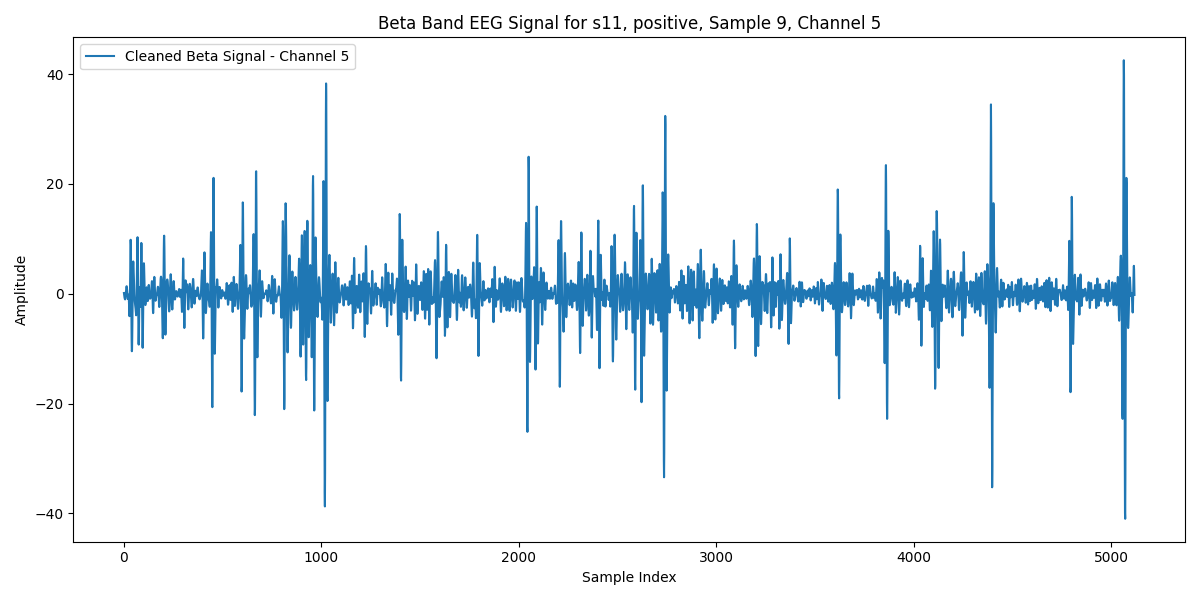 Beta Band EEG Signal for s11, positive, Sample 9, Channel 5
Cleaned Beta Signal - Channel 5
Amplitude
40
20
0
−20
−40
0 1000 2000 3000 4000 5000
Sample Index